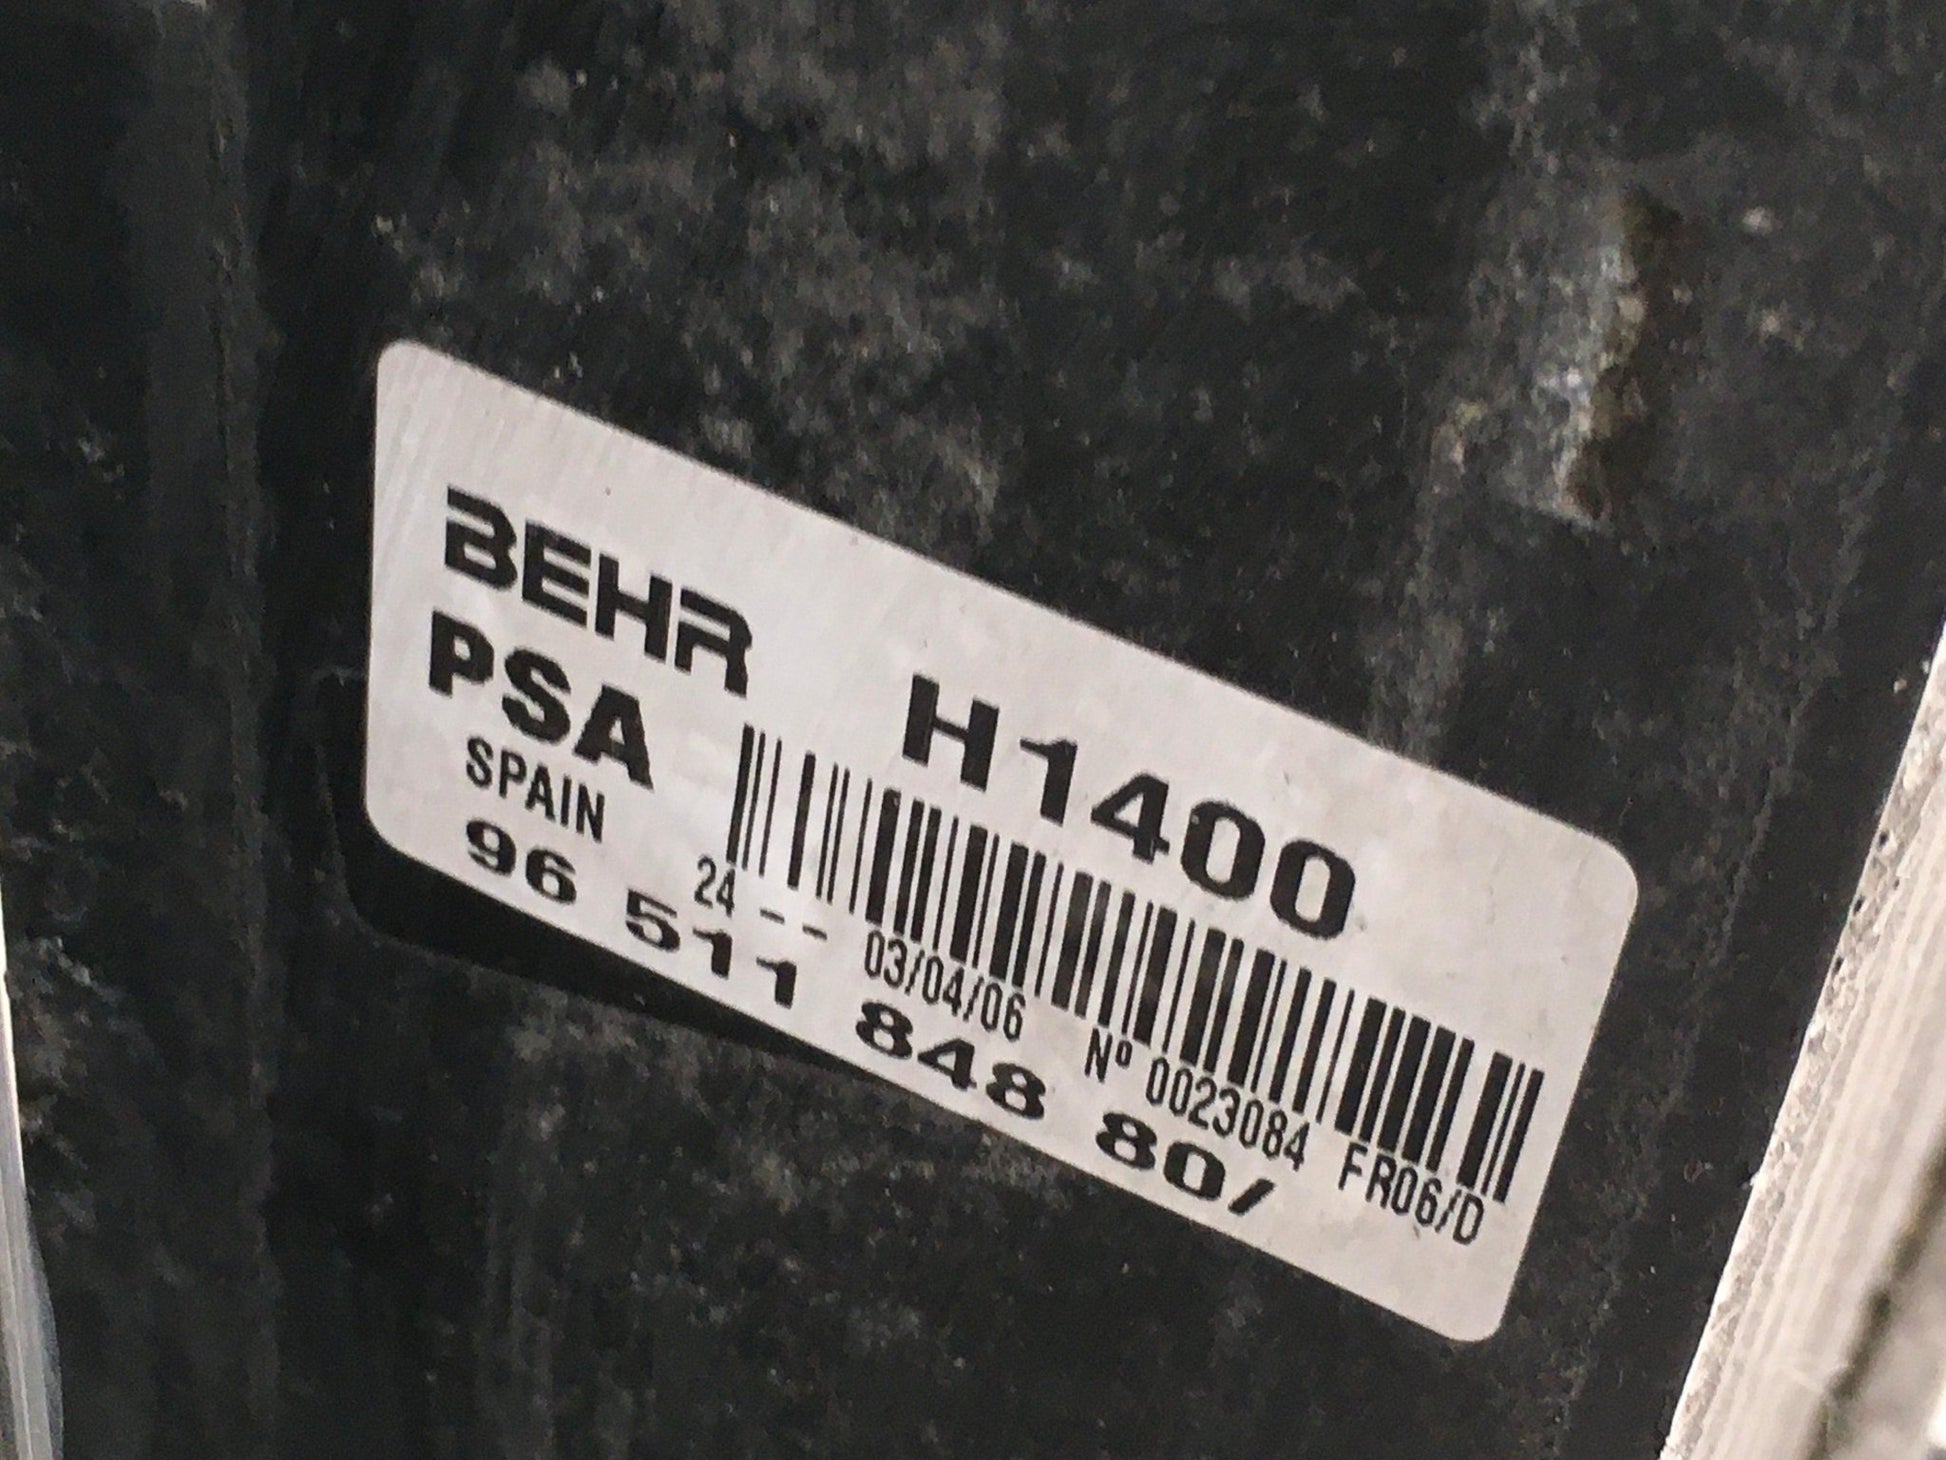 BEHR H1400
PSA
SPAIN
24 -- 03/04/06 Nº 0023084 FR06/D
96 511 848 80/